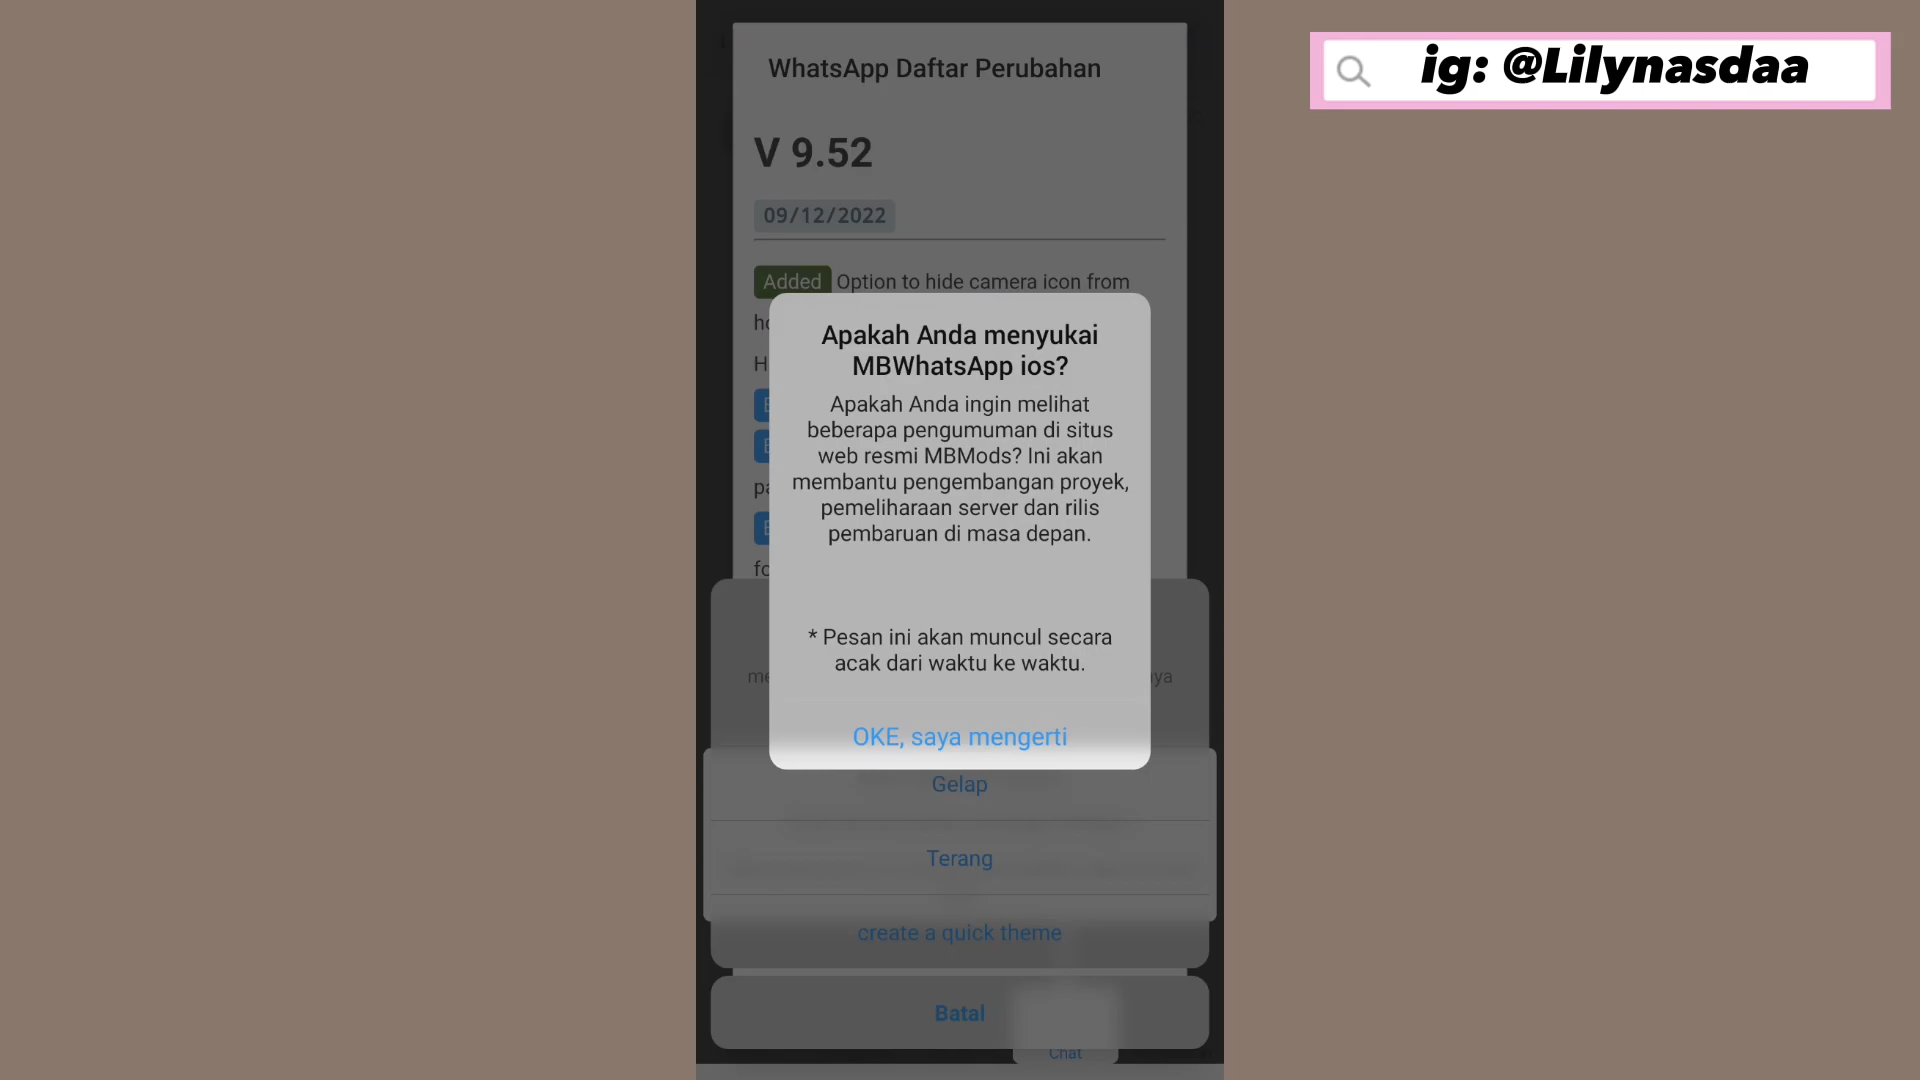 ig: @Lilynasdaa
WhatsApp Daftar Perubahan
V 9.52
09/12/2022
Added Option to hide camera icon from
Apakah Anda menyukai
MBWhatsApp ios?
Apakah Anda ingin melihat
beberapa pengumuman di situs
web resmi MBMods? Ini akan
membantu pengembangan proyek,
pemeliharaan server dan rilis
pembaruan di masa depan.
* Pesan ini akan muncul secara
acak dari waktu ke waktu.
OKE, saya mengerti
Gelap
Terang
create a quick theme
Batal
Chat